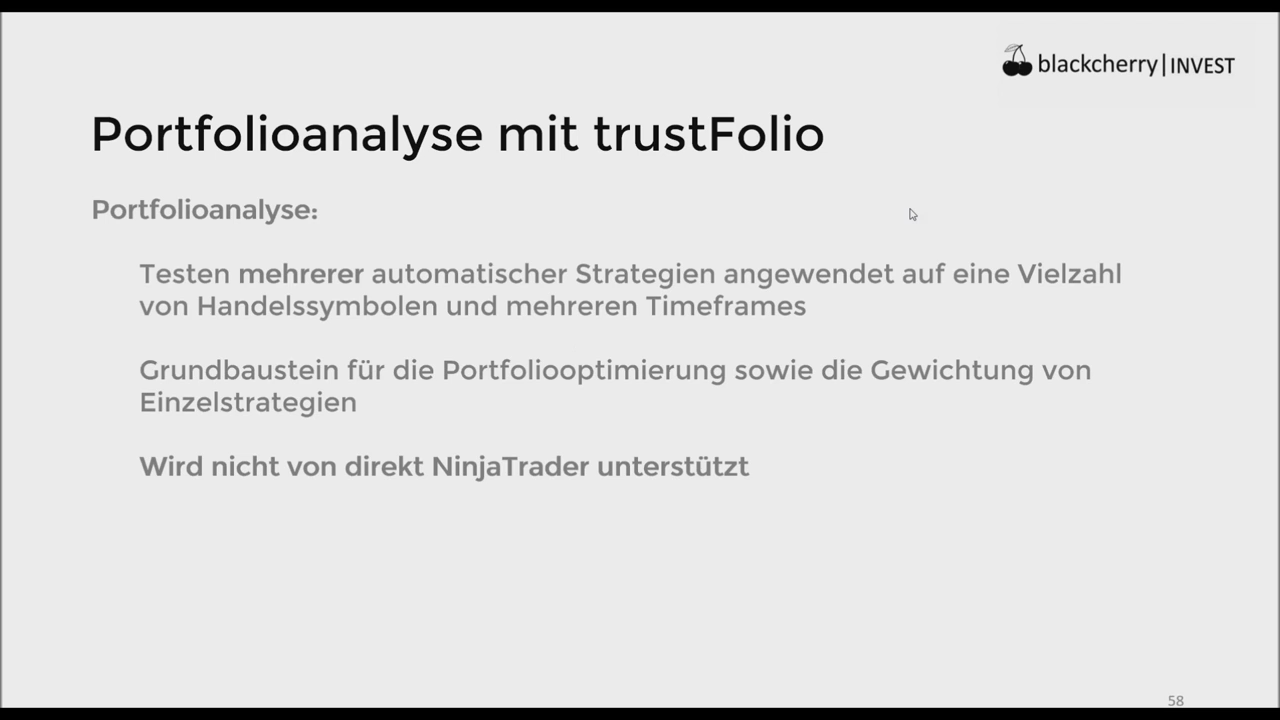 blackcherry|INVEST
Portfolioanalyse mit trustFolio
Portfolioanalyse:
Testen mehrerer automatischer Strategien angewendet auf eine Vielzahl
von Handelssymbolen und mehreren Timeframes
Grundbaustein für die Portfoliooptimierung sowie die Gewichtung von
Einzelstrategien
Wird nicht von direkt NinjaTrader unterstützt
58